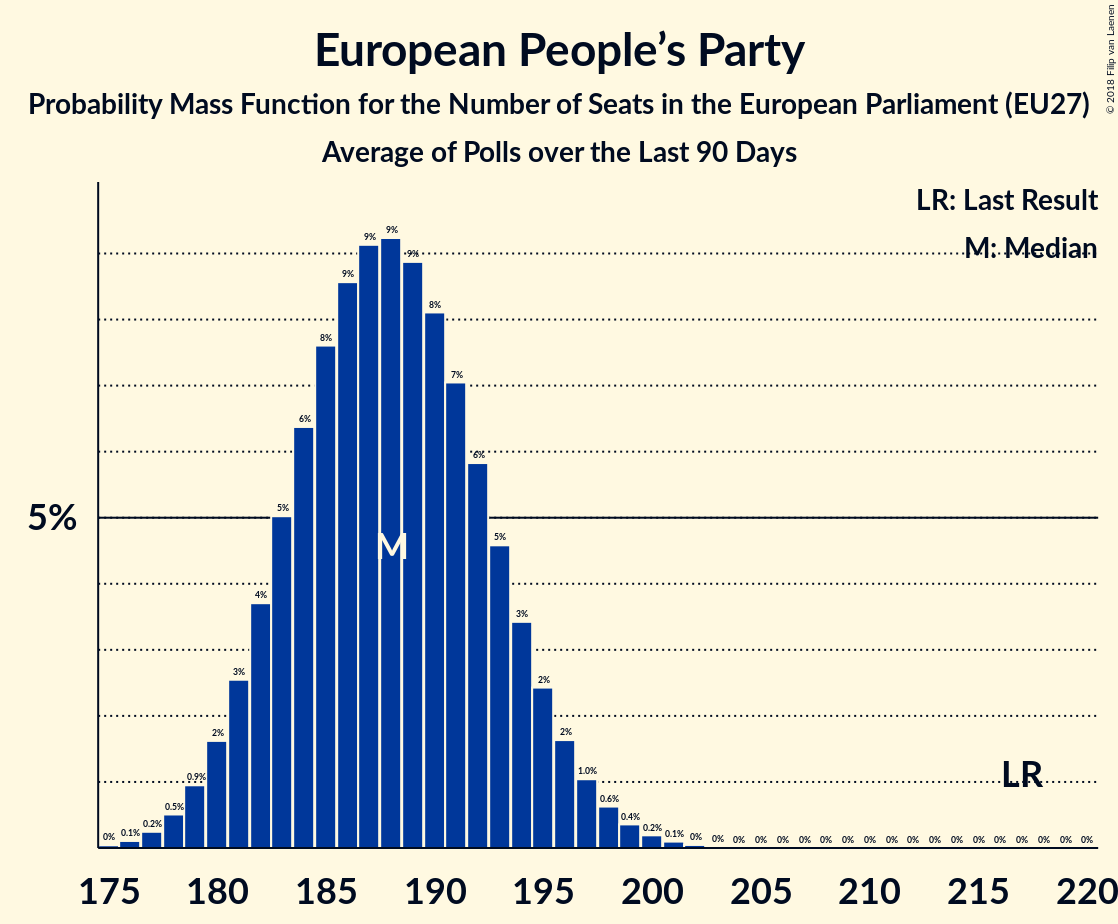 European People’s Party
Probability Mass Function for the Number of Seats in the European Parliament (EU27)
Average of Polls over the Last 90 Days
© 2018 Filip van Laenen
LR: Last Result
M: Median
5%
0% 0.1% 0.2% 0.5% 0.9% 2% 3% 4% 5% 6% 8% 9% 9% 9% 9% 8% 7% 6% 5% 3% 2% 2% 1.0% 0.6% 0.4% 0.2% 0.1% 0% 0% 0% 0% 0% 0% 0% 0% 0% 0% 0% 0% 0% 0% 0% 0% 0% 0% 0%
M
LR
175 180 185 190 195 200 205 210 215 220